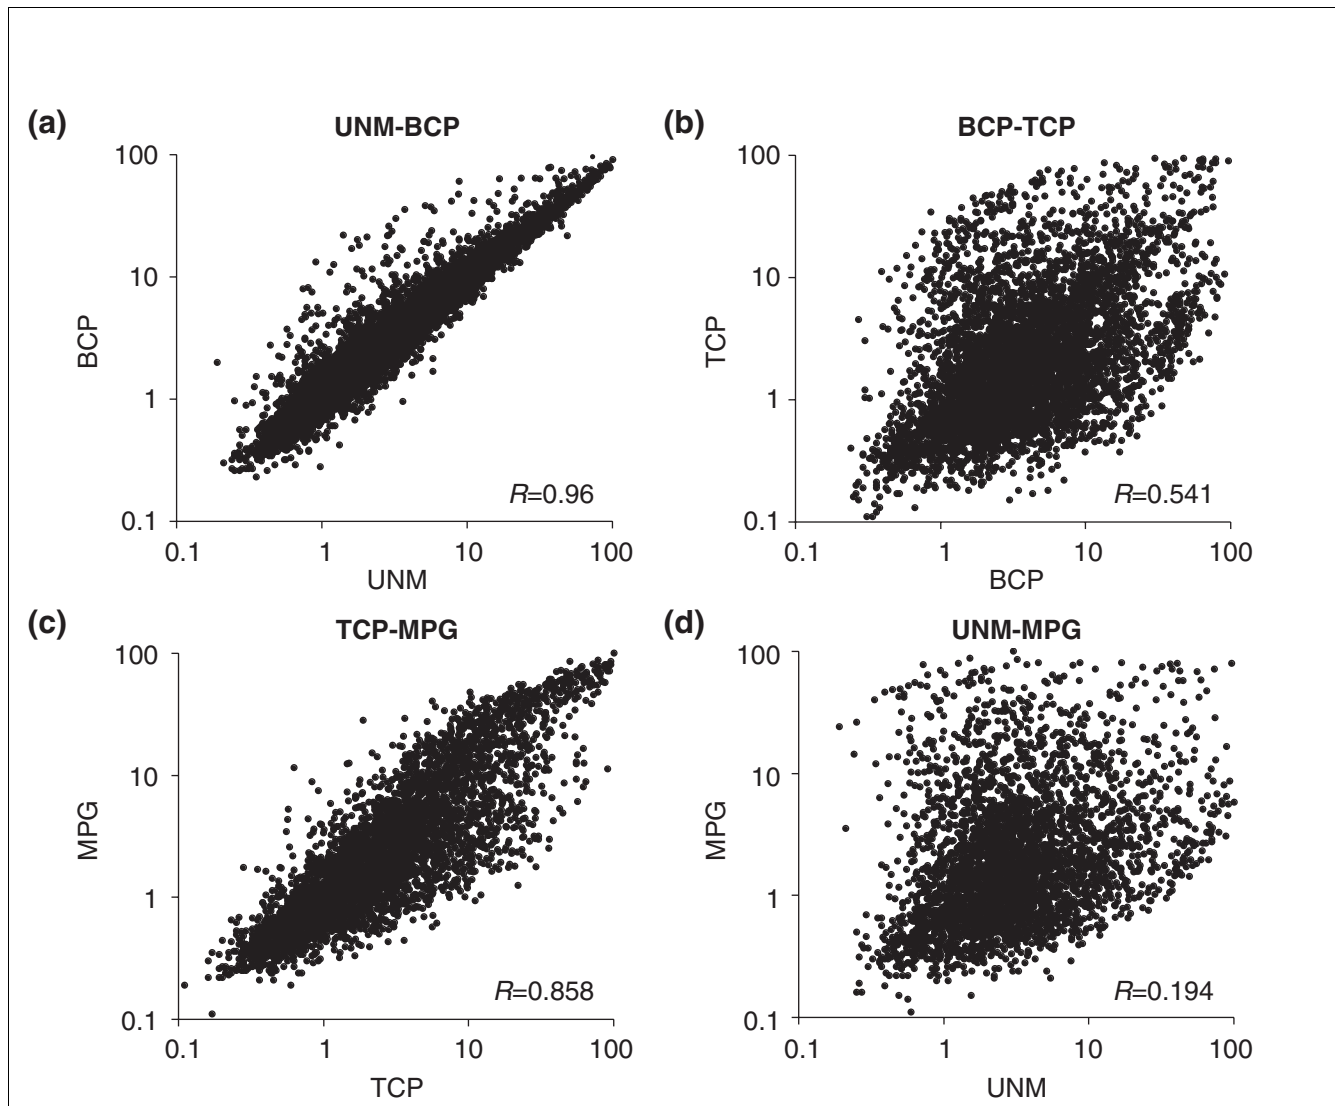 (a) UNM-BCP
100
10
1
0.1
BCP
R=0.96
0.1 1 10 100
UNM
(b) BCP-TCP
100
10
1
0.1
TCP
R=0.541
0.1 1 10 100
BCP
(c) TCP-MPG
100
10
1
0.1
MPG
R=0.858
0.1 1 10 100
TCP
(d) UNM-MPG
100
10
1
0.1
MPG
R=0.194
0.1 1 10 100
UNM